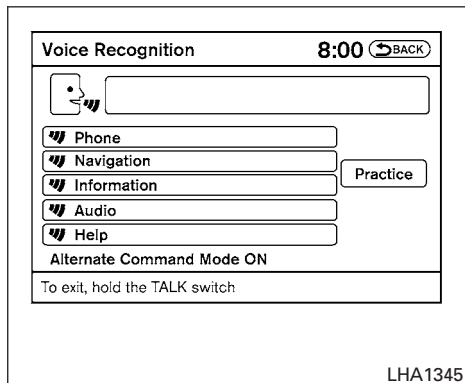 Voice Recognition 8:00 BACK
Phone
Navigation
Information
Practice
Audio
Help
Alternate Command Mode ON
To exit, hold the TALK switch
LHA1345